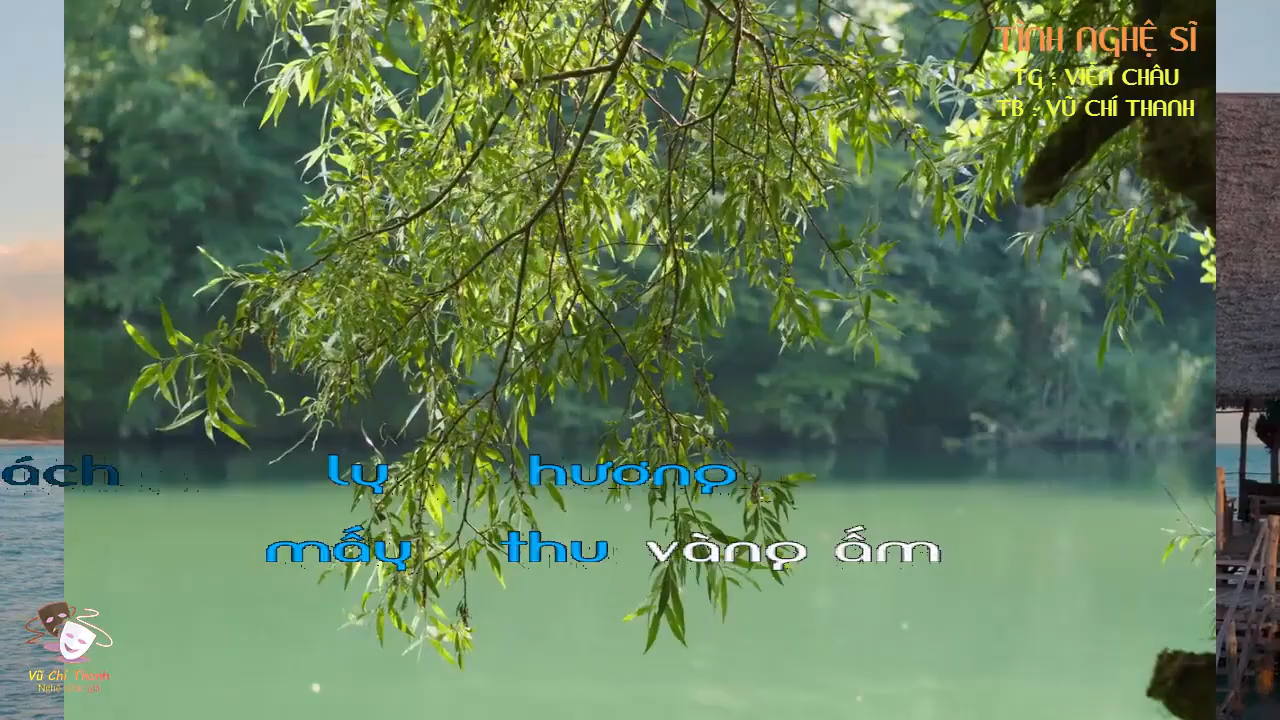 TÌNH NGHỆ SĨ
TG : VIỄN CHÂU
TB : VŨ CHÍ THANH
ách ly hương
mấy thu vàng ấm
Vũ Chí Thanh